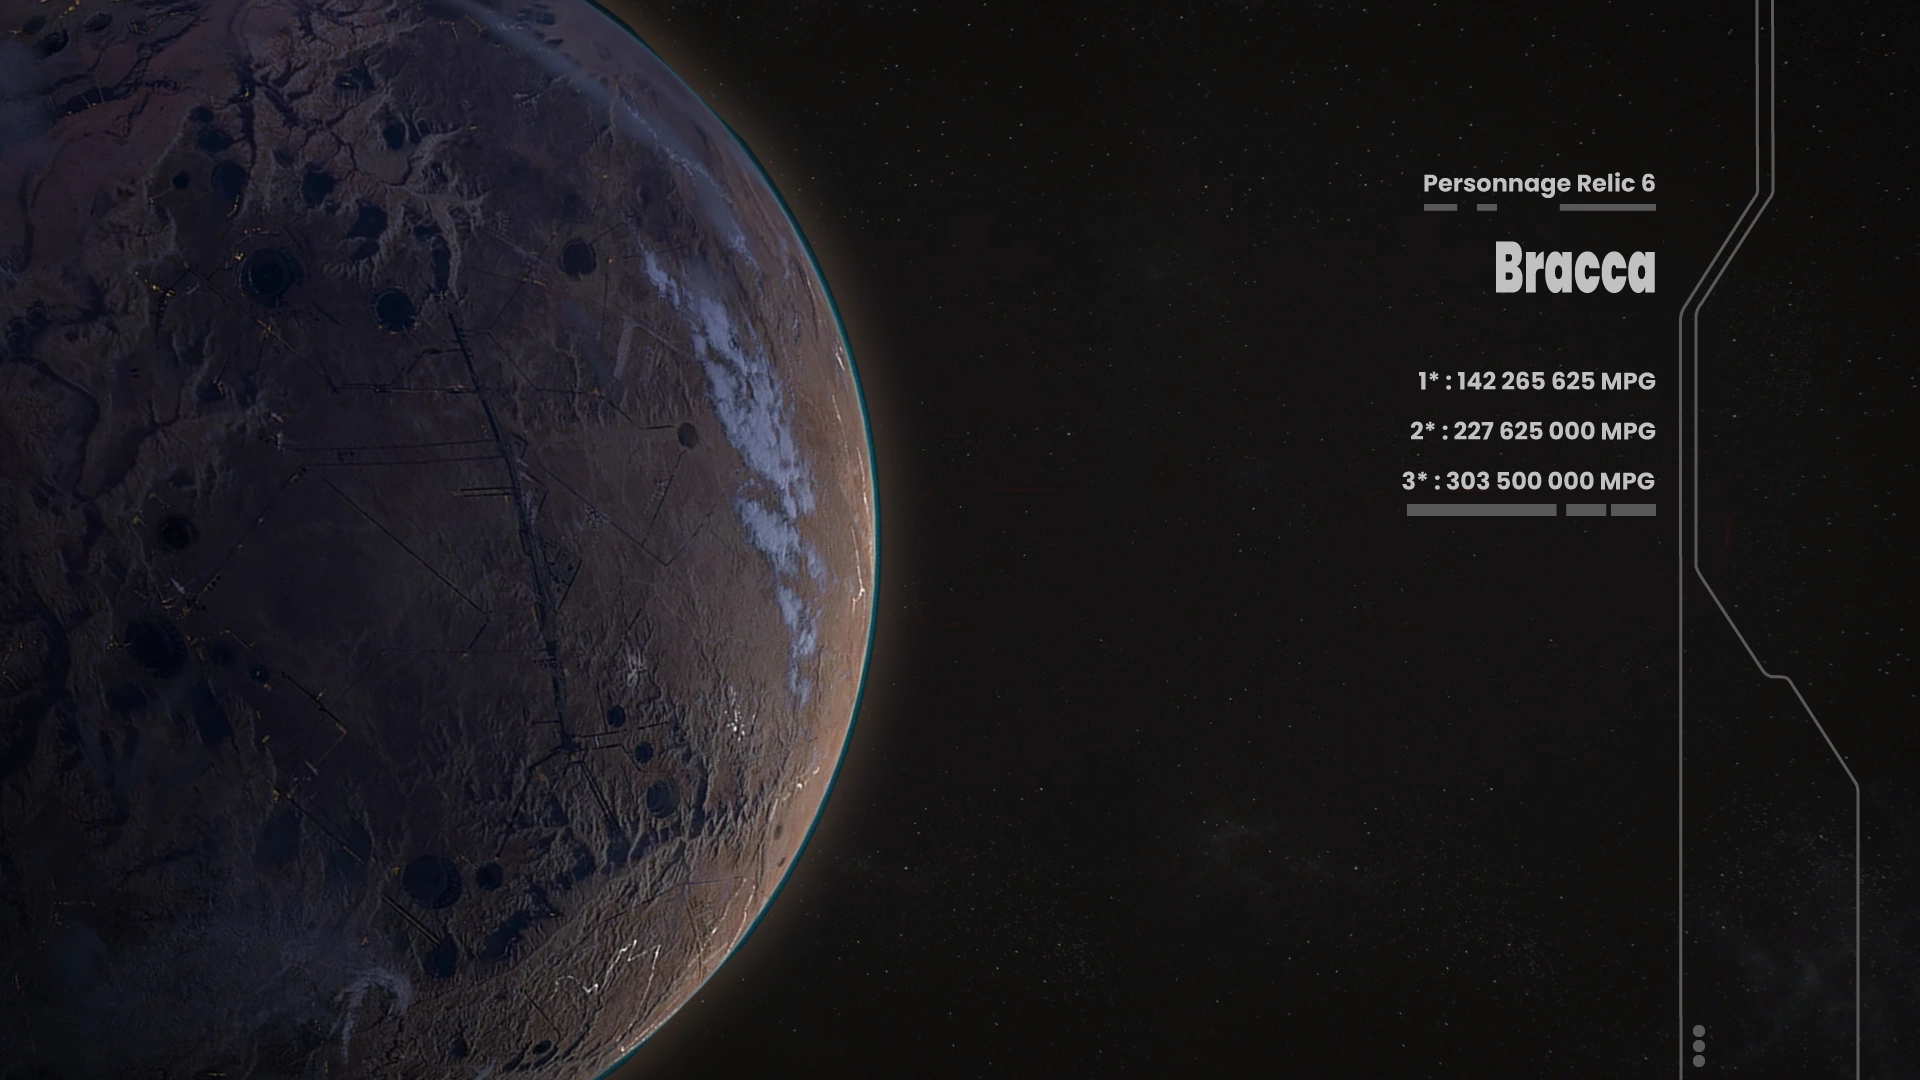 Personnage Relic 6
Bracca
1* : 142 265 625 MPG
2* : 227 625 000 MPG
3* : 303 500 000 MPG